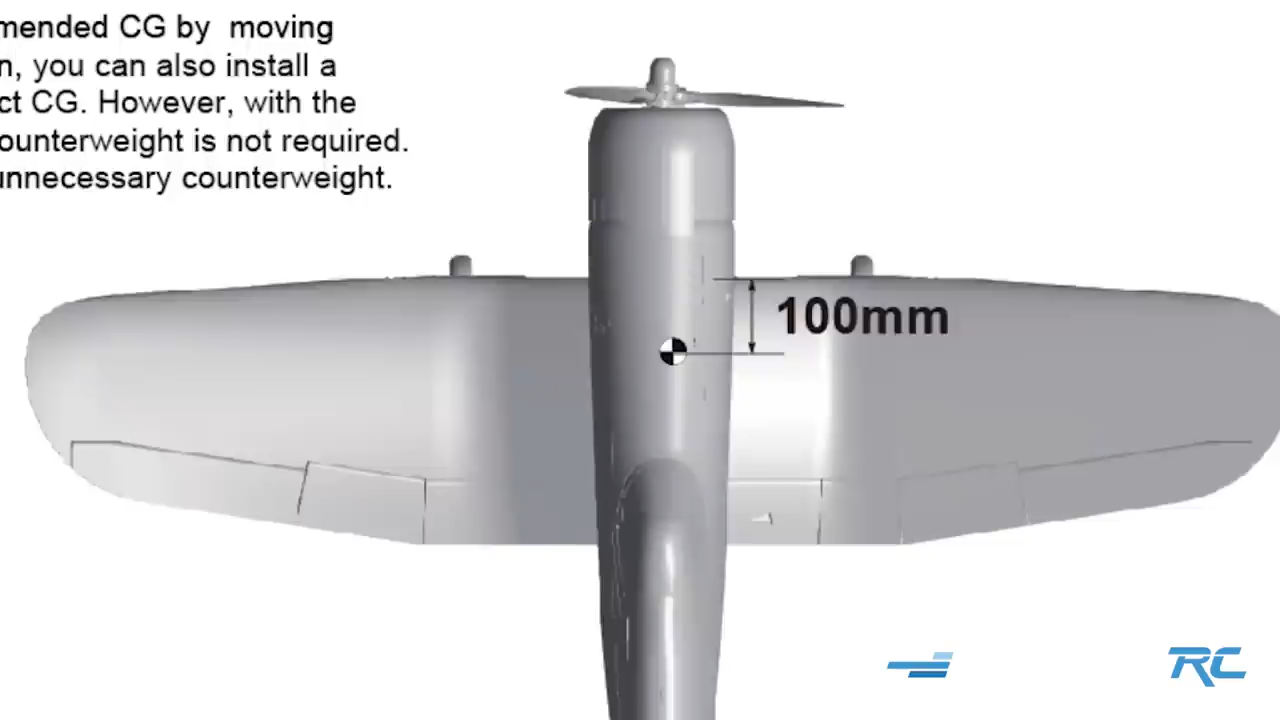 mended CG by  moving
n, you can also install a
ct CG. However, with the
ounterweight is not required.
unnecessary counterweight.
100mm
RC